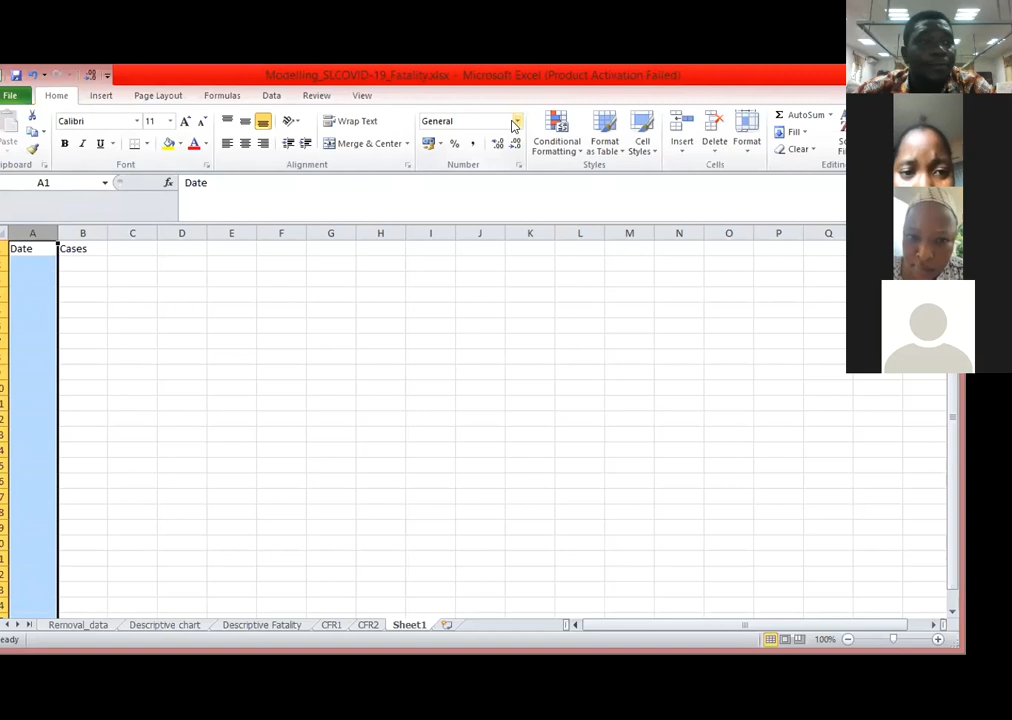 Modelling_SLCOVID-19_Fatality.xlsx - Microsoft Excel (Product Activation Failed)
File Home Insert Page Layout Formulas Data Review View
Calibri 11 Wrap Text General Conditional Formatting Format as Table Cell Styles Insert Delete Format AutoSum
Merge & Center % , Fill
Clear
Font Alignment Number Styles Cells
A1 fx Date
A B C D E F G H I J K L M N O P Q
Date Cases
Removal_data Descriptive chart Descriptive Fatality CFR1 CFR2 Sheet1
100%